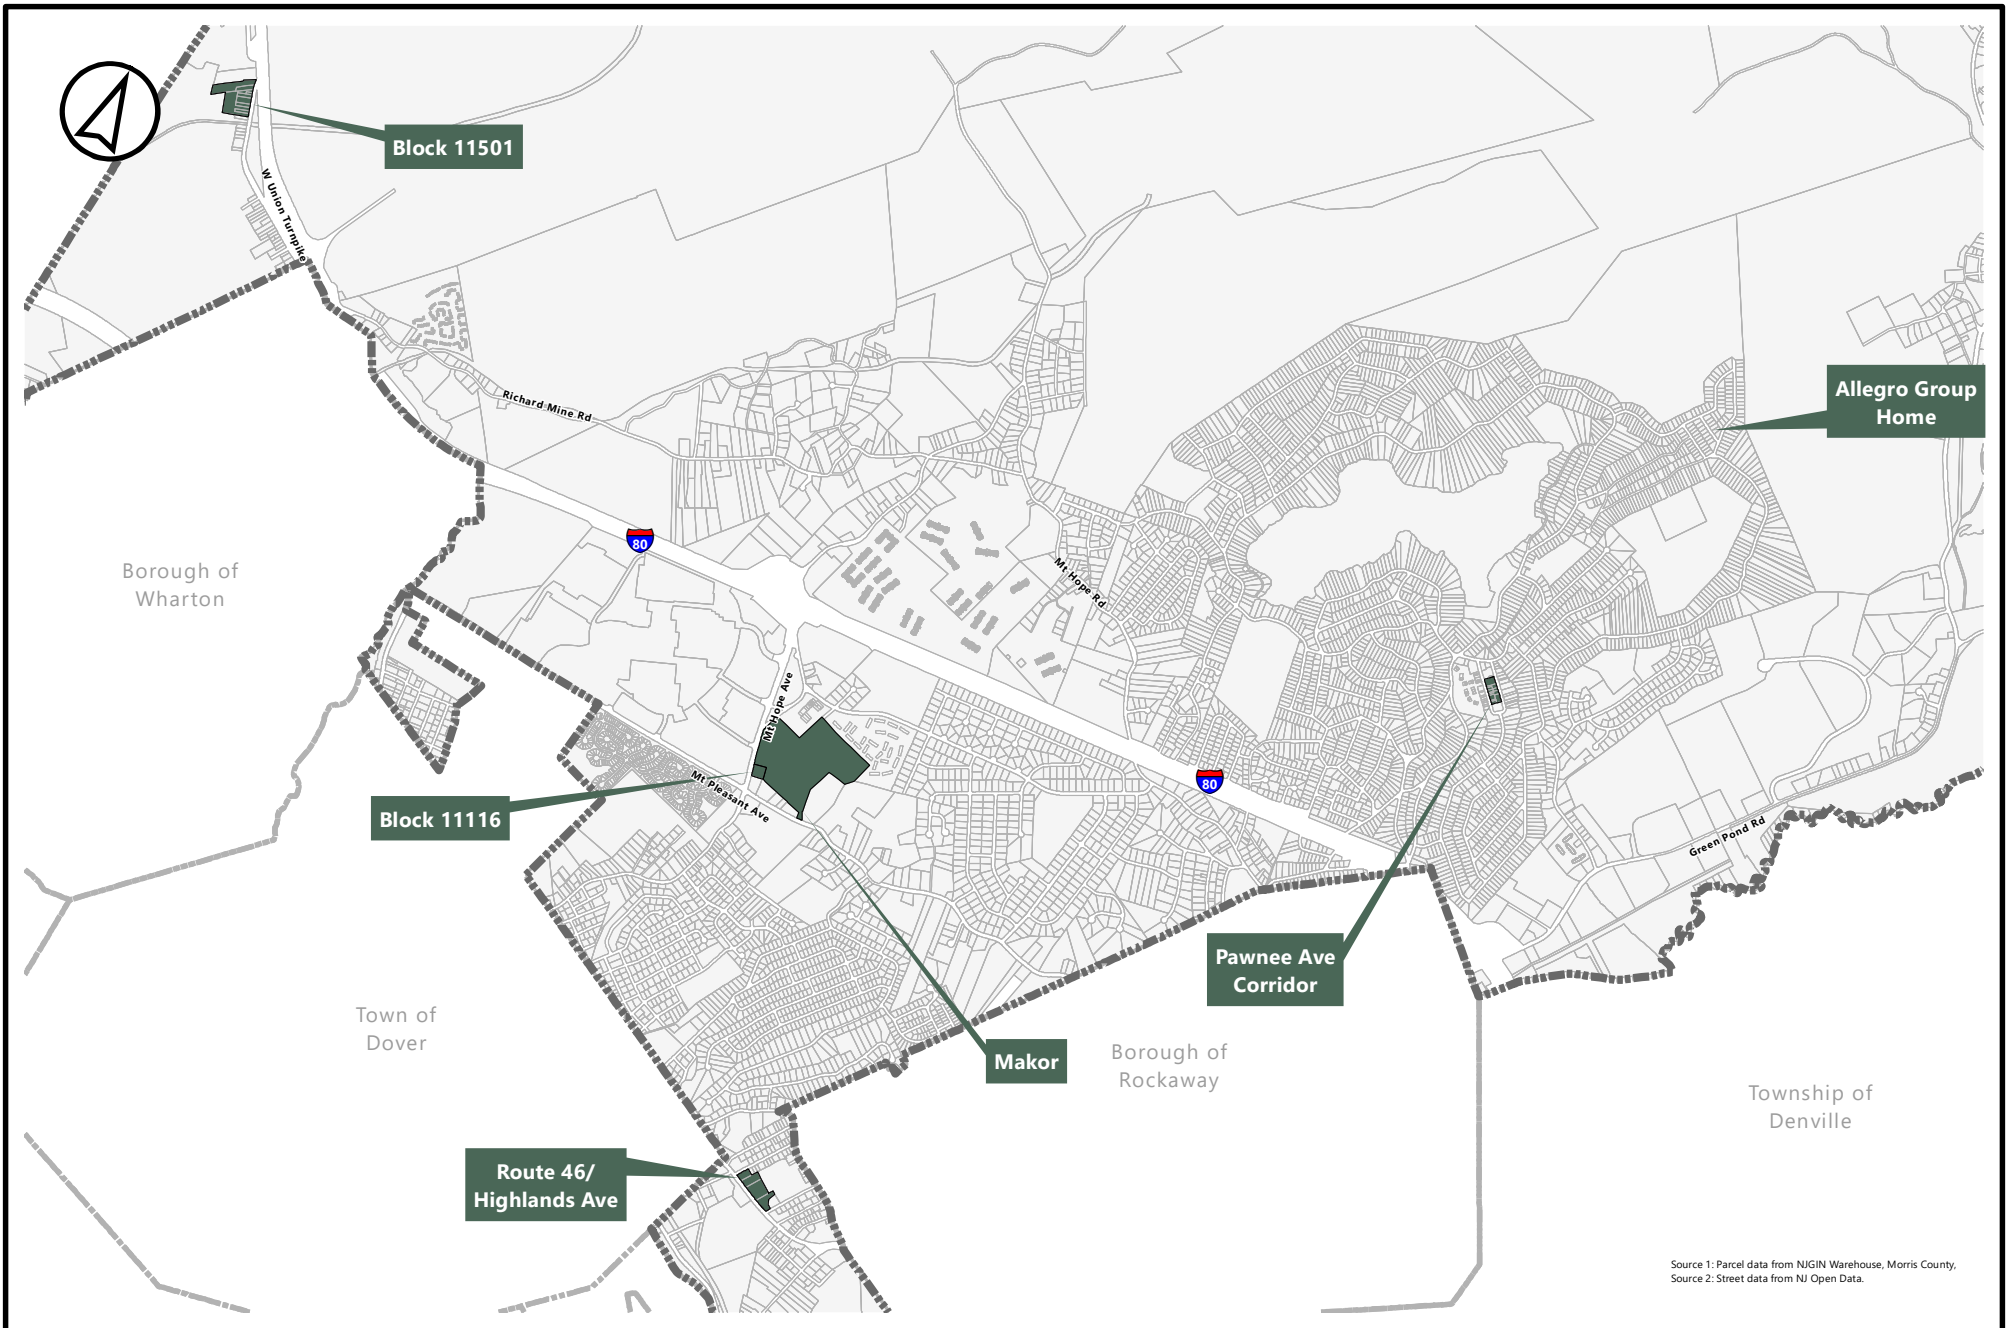 Block 11501
W Union Turnpike
Allegro Group
Home
Richard Mine Rd
80
Borough of
Wharton
Mt Hope Rd
Mt Hope Ave
80
Mt Pleasant Ave
Block 11116
Green Pond Rd
Pawnee Ave
Corridor
Town of
Dover
Makor
Borough of
Rockaway
Township of
Denville
Route 46/
Highlands Ave
Source 1: Parcel data from NJGIN Warehouse, Morris County,
Source 2: Street data from NJ Open Data.